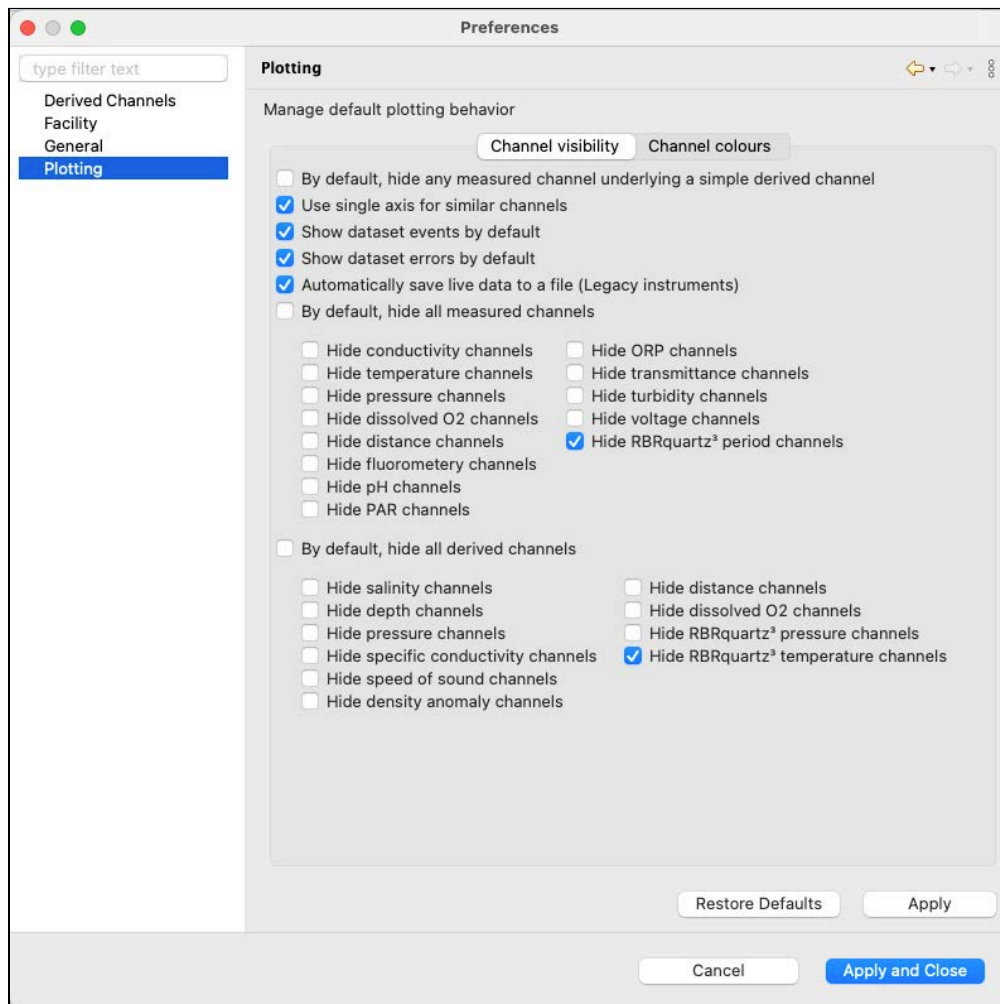 Preferences
type filter text
Derived Channels
Facility
General
Plotting
Plotting
Manage default plotting behavior
Channel visibility Channel colours
By default, hide any measured channel underlying a simple derived channel
Use single axis for similar channels
Show dataset events by default
Show dataset errors by default
Automatically save live data to a file (Legacy instruments)
By default, hide all measured channels
Hide conductivity channels Hide ORP channels
Hide temperature channels Hide transmittance channels
Hide pressure channels Hide turbidity channels
Hide dissolved O2 channels Hide voltage channels
Hide distance channels Hide RBRquartz³ period channels
Hide fluorometery channels
Hide pH channels
Hide PAR channels
By default, hide all derived channels
Hide salinity channels Hide distance channels
Hide depth channels Hide dissolved O2 channels
Hide pressure channels Hide RBRquartz³ pressure channels
Hide specific conductivity channels Hide RBRquartz³ temperature channels
Hide speed of sound channels
Hide density anomaly channels
Restore Defaults Apply
Cancel Apply and Close